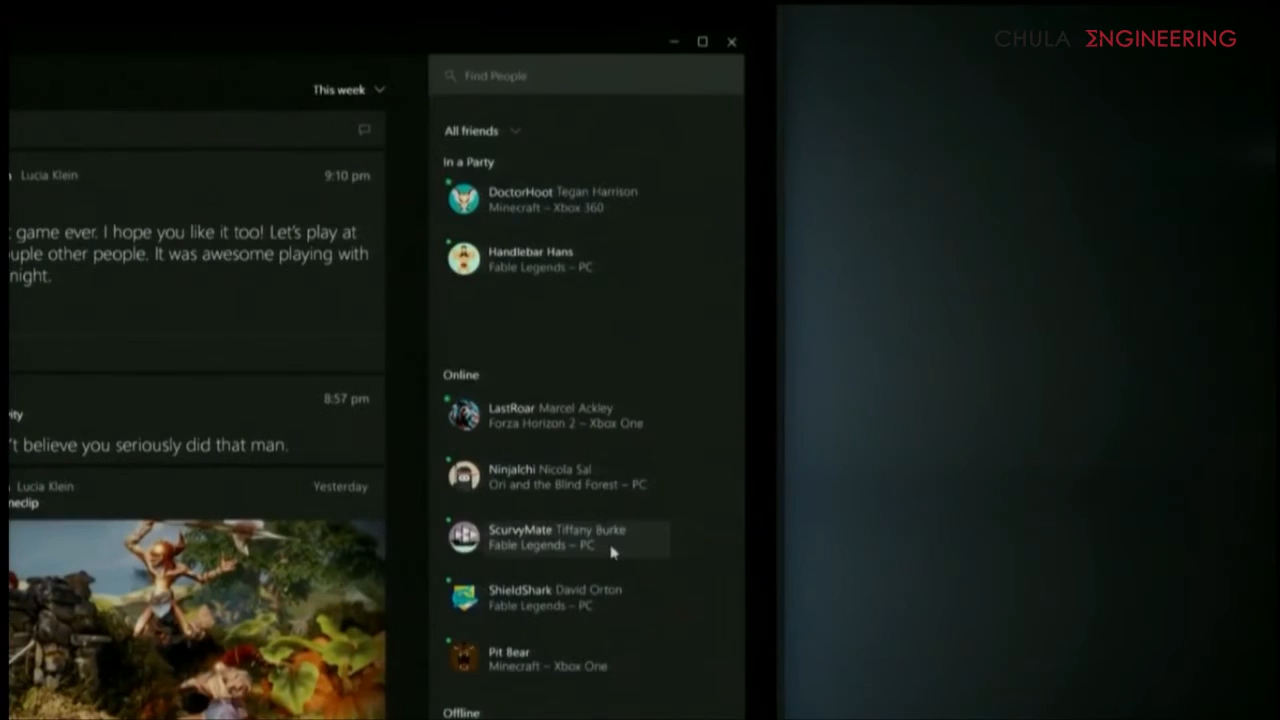 CHULA ΣNGINEERING
This week
Lucia Klein 9:10 pm
game ever. I hope you like it too! Let's play at
uple other people. It was awesome playing with
night.
8:57 pm
't believe you seriously did that man.
Lucia Klein Yesterday
Find People
All friends
In a Party
DoctorHoot Tegan Harrison
Minecraft – Xbox 360
Handlebar Hans
Fable Legends – PC
Online
LastRoar Marcel Ackley
Forza Horizon 2 – Xbox One
NinjaIchi Nicola Sal
Ori and the Blind Forest – PC
ScurvyMate Tiffany Burke
Fable Legends – PC
ShieldShark David Orton
Fable Legends – PC
Pit Bear
Minecraft – Xbox One
Offline